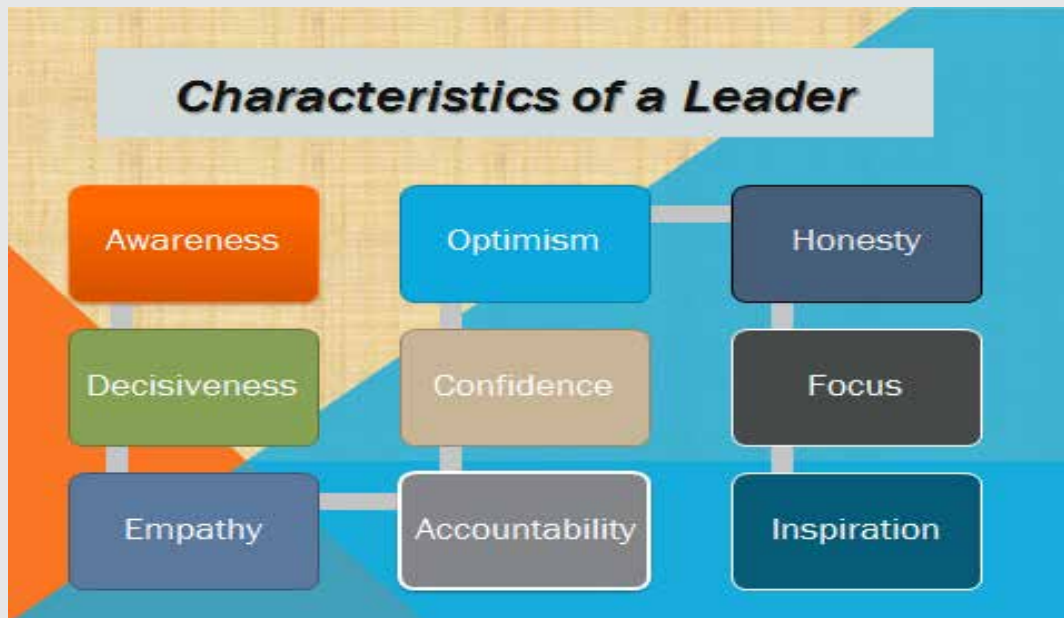 Characteristics of a Leader
Awareness
Decisiveness
Empathy
Accountability
Confidence
Optimism
Honesty
Focus
Inspiration